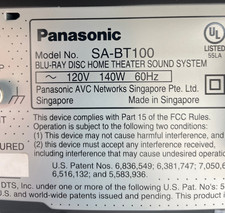 Panasonic
Model No. SA-BT100
BLU-RAY DISC HOME THEATER SOUND SYSTEM
~ 120V 140W 60Hz
Panasonic AVC Networks Singapore Pte. Ltd.
Singapore Made in Singapore
UL
LISTED
55LA
This device complies with Part 15 of the FCC Rules.
Operation is subject to the following two conditions:
(1) This device may not cause harmful interference, and
(2) this device must accept any interference received,
including interference that may cause undesired operatio
U.S. Patent Nos. 6,836,549; 6,381,747; 7,050,6
6,516,132; and 5,583,936.
DTS, Inc. under one or more of the U.S. Pat. No's: 5
U.S. and world-wide patents issued and pending. DTS